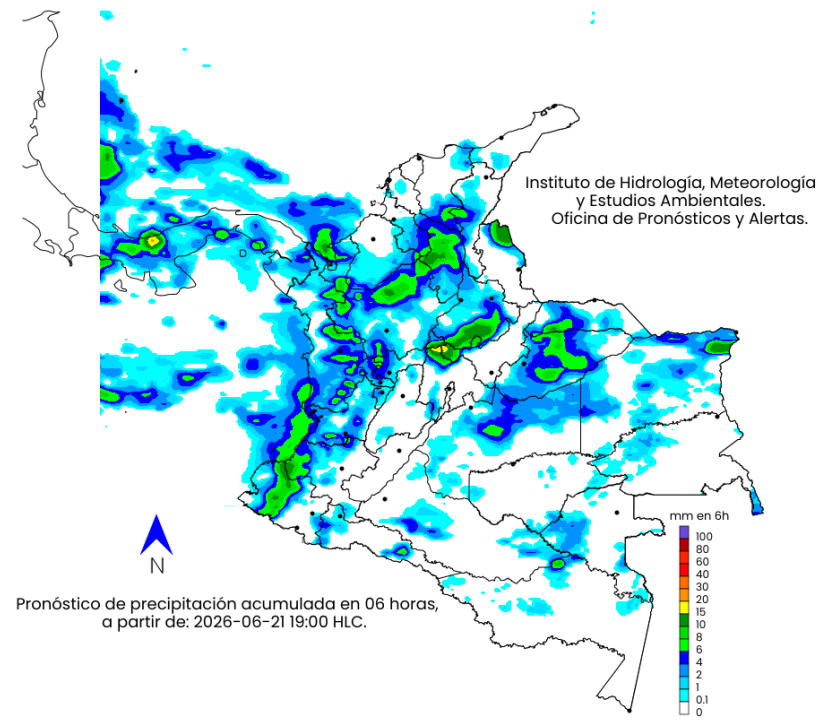 Instituto de Hidrología, Meteorología
y Estudios Ambientales.
Oficina de Pronósticos y Alertas.
mm en 6h
100
80
60
40
30
20
15
10
8
6
4
2
1
0.1
0
N
Pronóstico de precipitación acumulada en 06 horas,
a partir de: 2026-06-21 19:00 HLC.